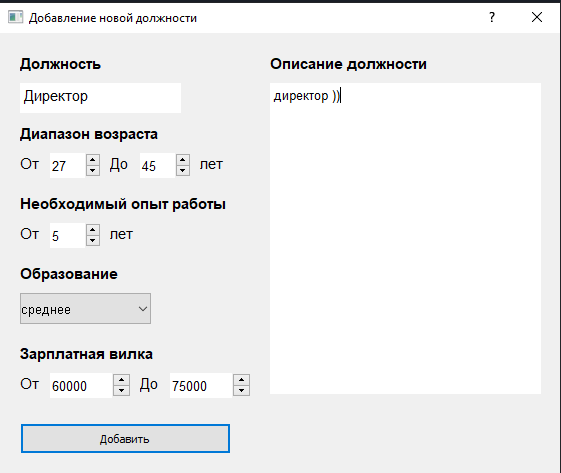 Добавление новой должности
Должность
Директор
Диапазон возраста
От 27 До 45 лет
Необходимый опыт работы
От 5 лет
Образование
среднее
Зарплатная вилка
От 60000 До 75000
Добавить
Описание должности
директор ))